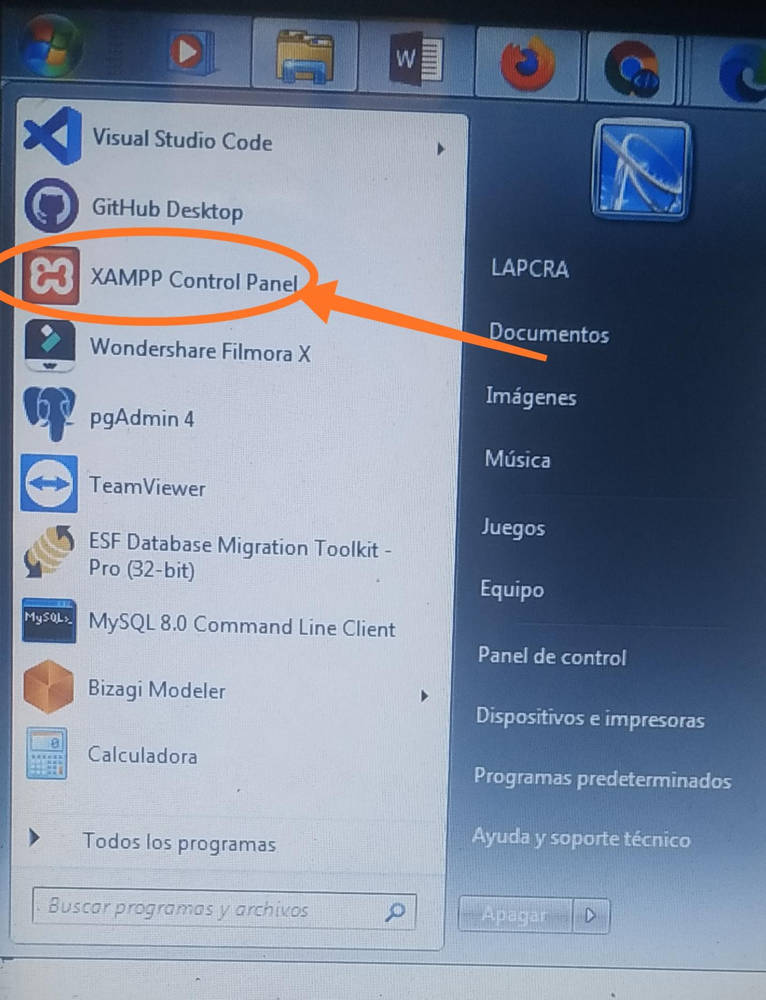 W
Visual Studio Code
GitHub Desktop
XAMPP Control Panel
Wondershare Filmora X
pgAdmin 4
TeamViewer
ESF Database Migration Toolkit -
Pro (32-bit)
MySQL>_
MySQL 8.0 Command Line Client
Bizagi Modeler
0
Calculadora
Todos los programas
Buscar programas y archivos
LAPCRA
Documentos
Imágenes
Música
Juegos
Equipo
Panel de control
Dispositivos e impresoras
Programas predeterminados
Ayuda y soporte técnico
Apagar